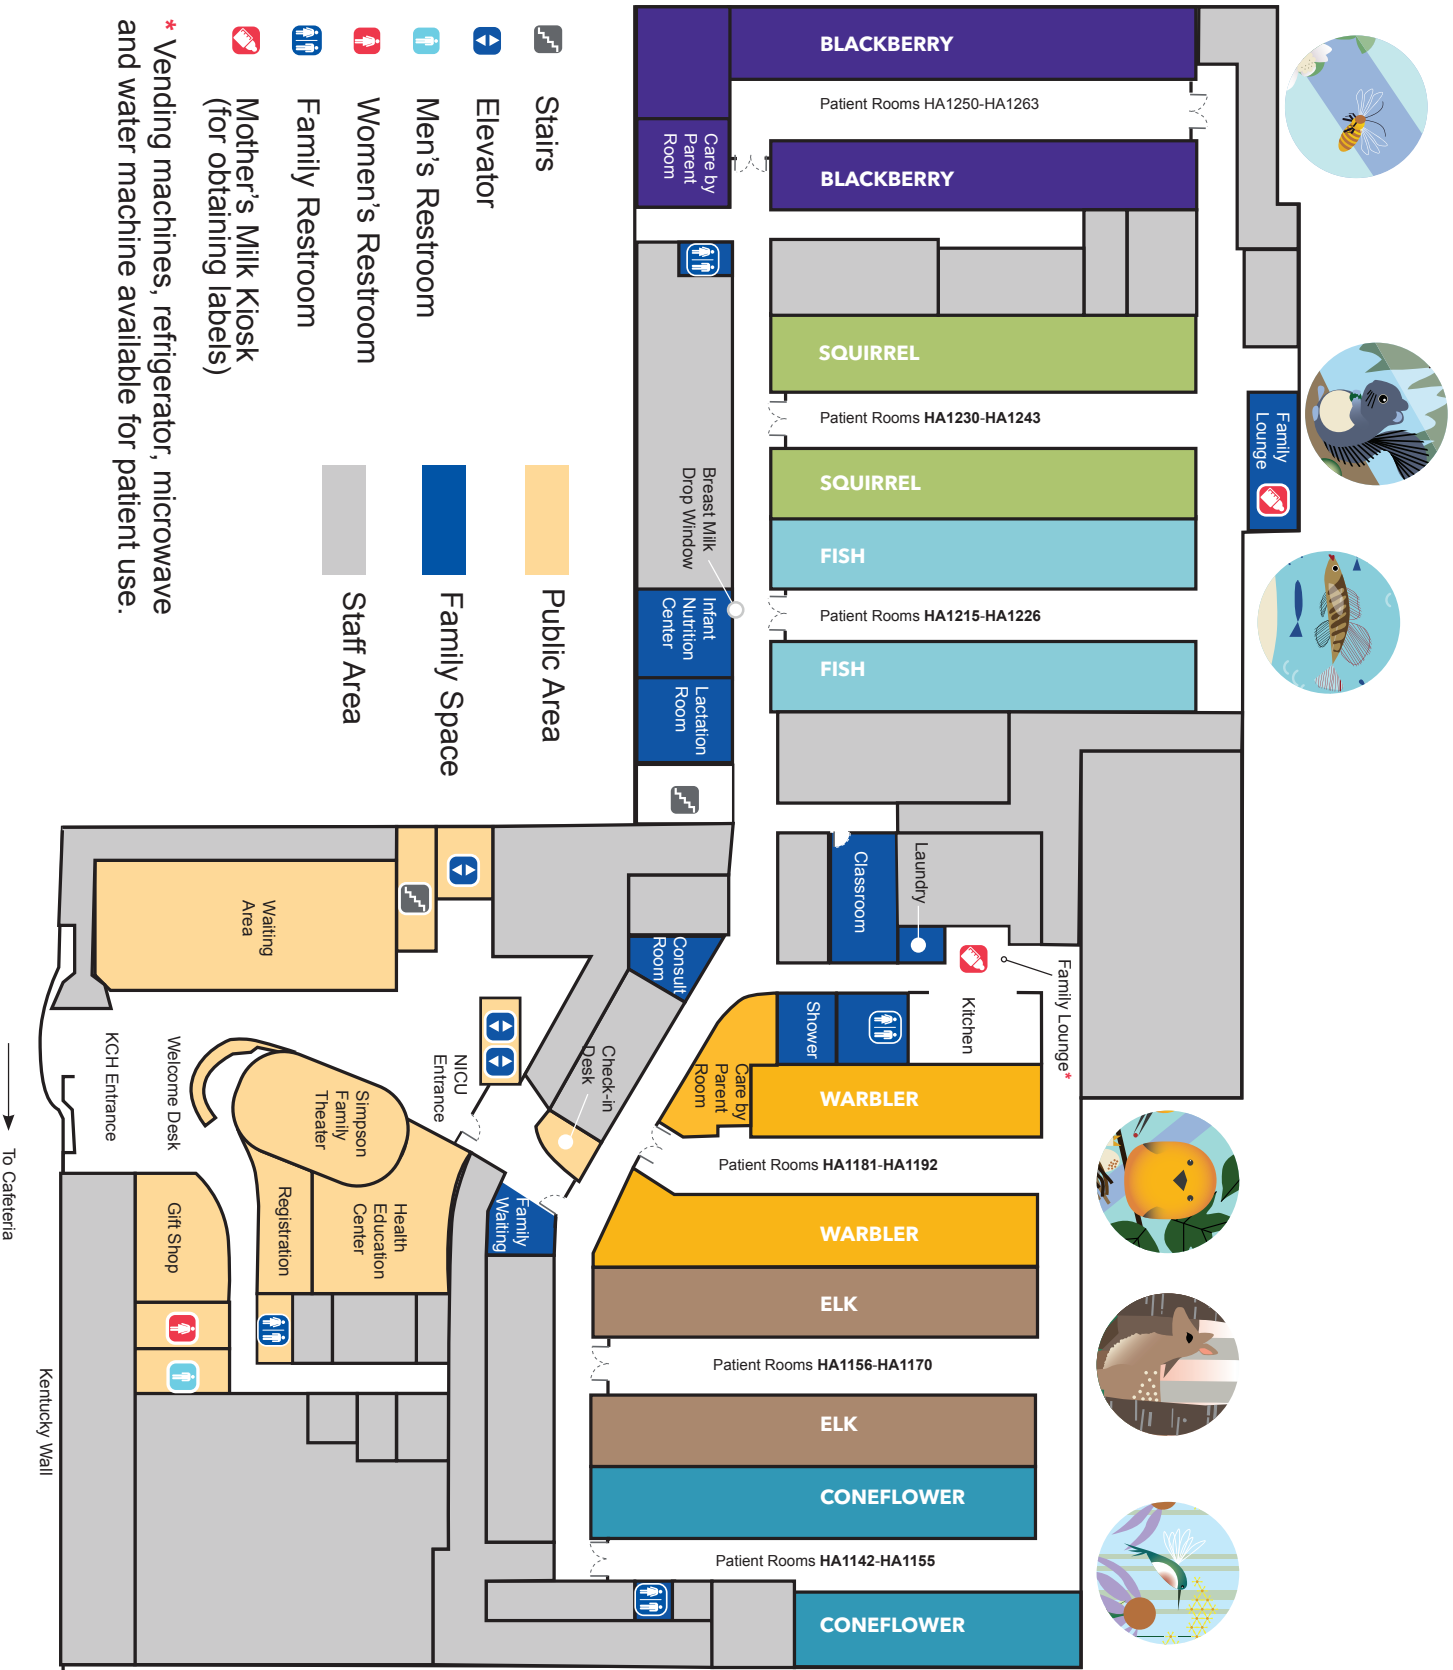 BLACKBERRY
Patient Rooms HA1250-HA1263
BLACKBERRY
Care by
Parent
Room
SQUIRREL
Patient Rooms HA1230-HA1243
SQUIRREL
Family
Lounge
Breast Milk
Drop Window
FISH
Patient Rooms HA1215-HA1226
FISH
Infant
Nutrition
Center
Lactation
Room
Classroom
Laundry
Family Lounge*
Kitchen
Shower
Consult
Room
Care by
Parent
Room
Check-in
Desk
WARBLER
Patient Rooms HA1181-HA1192
WARBLER
ELK
Patient Rooms HA1156-HA1170
ELK
CONEFLOWER
Patient Rooms HA1142-HA1155
CONEFLOWER
Family
Waiting
NICU
Entrance
Waiting
Area
Simpson
Family
Theater
Health
Education
Center
Registration
Welcome Desk
Gift Shop
KCH Entrance
To Cafeteria
Kentucky Wall
Stairs
Elevator
Men's Restroom
Women's Restroom
Family Restroom
Mother's Milk Kiosk
(for obtaining labels)
* Vending machines, refrigerator, microwave
and water machine available for patient use.
Public Area
Family Space
Staff Area